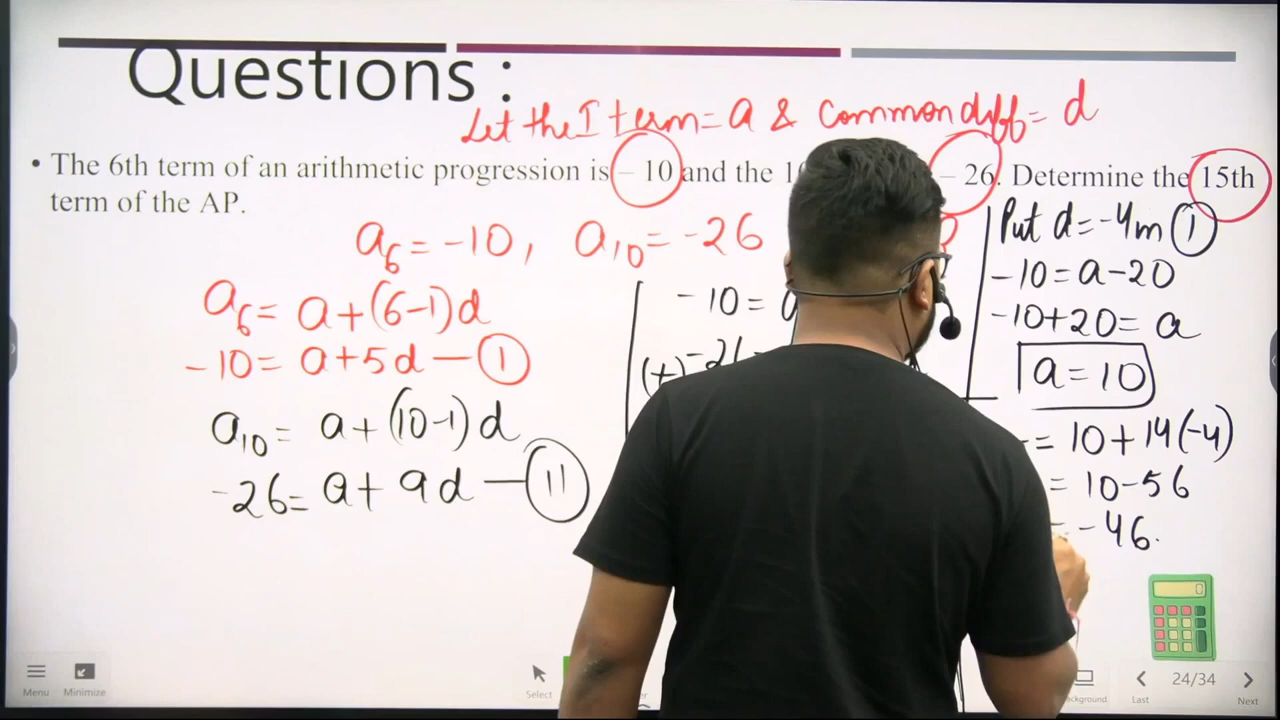 Questions :
Let the I term = a & common diff = d
• The 6th term of an arithmetic progression is – 10 and the – 26. Determine the 15th
term of the AP.
a₆ = -10, a₁₀ = -26
a₆ = a+(6-1)d
-10 = a+5d — ①
a₁₀ = a+(10-1)d
-26 = a+9d — ⑪
-10 =
(+) -26
Put d = -4 in ①
-10 = a-20
-10+20 = a
a = 10
= 10+14(-4)
= 10-56
= -46.
0
Menu
Minimize
Select
Last
24/34
Next